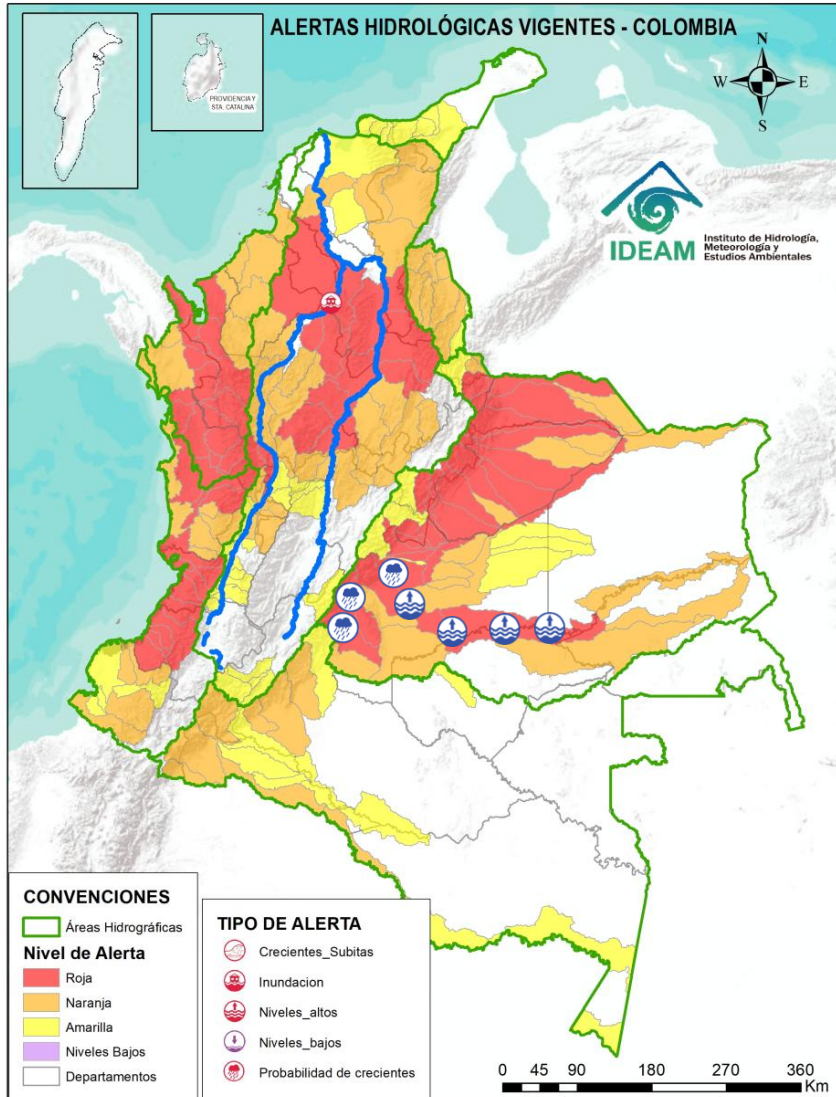 ALERTAS HIDROLÓGICAS VIGENTES - COLOMBIA
PROVIDENCIA Y
STA. CATALINA
N
W
E
S
IDEAM
Instituto de Hidrología,
Meteorología y
Estudios Ambientales
CONVENCIONES
Áreas Hidrográficas
Nivel de Alerta
Roja
Naranja
Amarilla
Niveles Bajos
Departamentos
TIPO DE ALERTA
Crecientes_Subitas
Inundacion
Niveles_altos
Niveles_bajos
Probabilidad de crecientes
0 45 90 180 270 360
Km